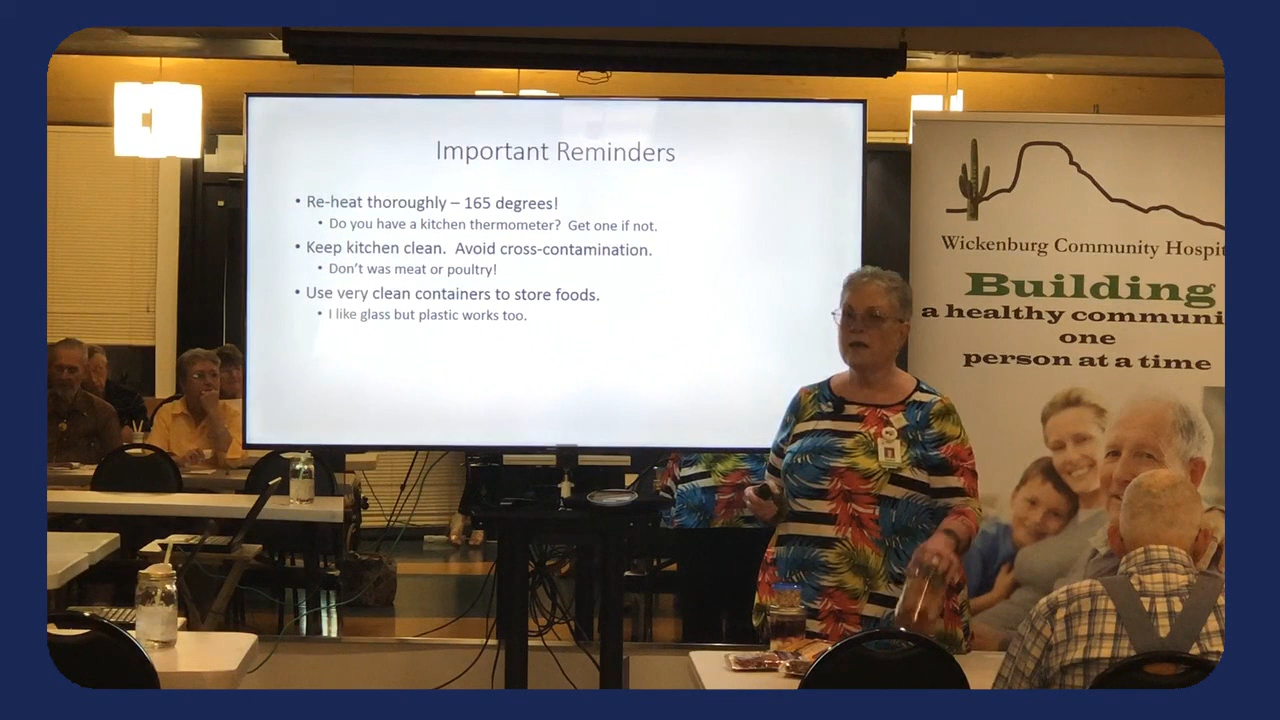 Important Reminders
• Re-heat thoroughly – 165 degrees!
• Do you have a kitchen thermometer?  Get one if not.
• Keep kitchen clean.  Avoid cross-contamination.
• Don't was meat or poultry!
• Use very clean containers to store foods.
• I like glass but plastic works too.
Wickenburg Community Hospit
Building
a healthy communi
one
person at a time